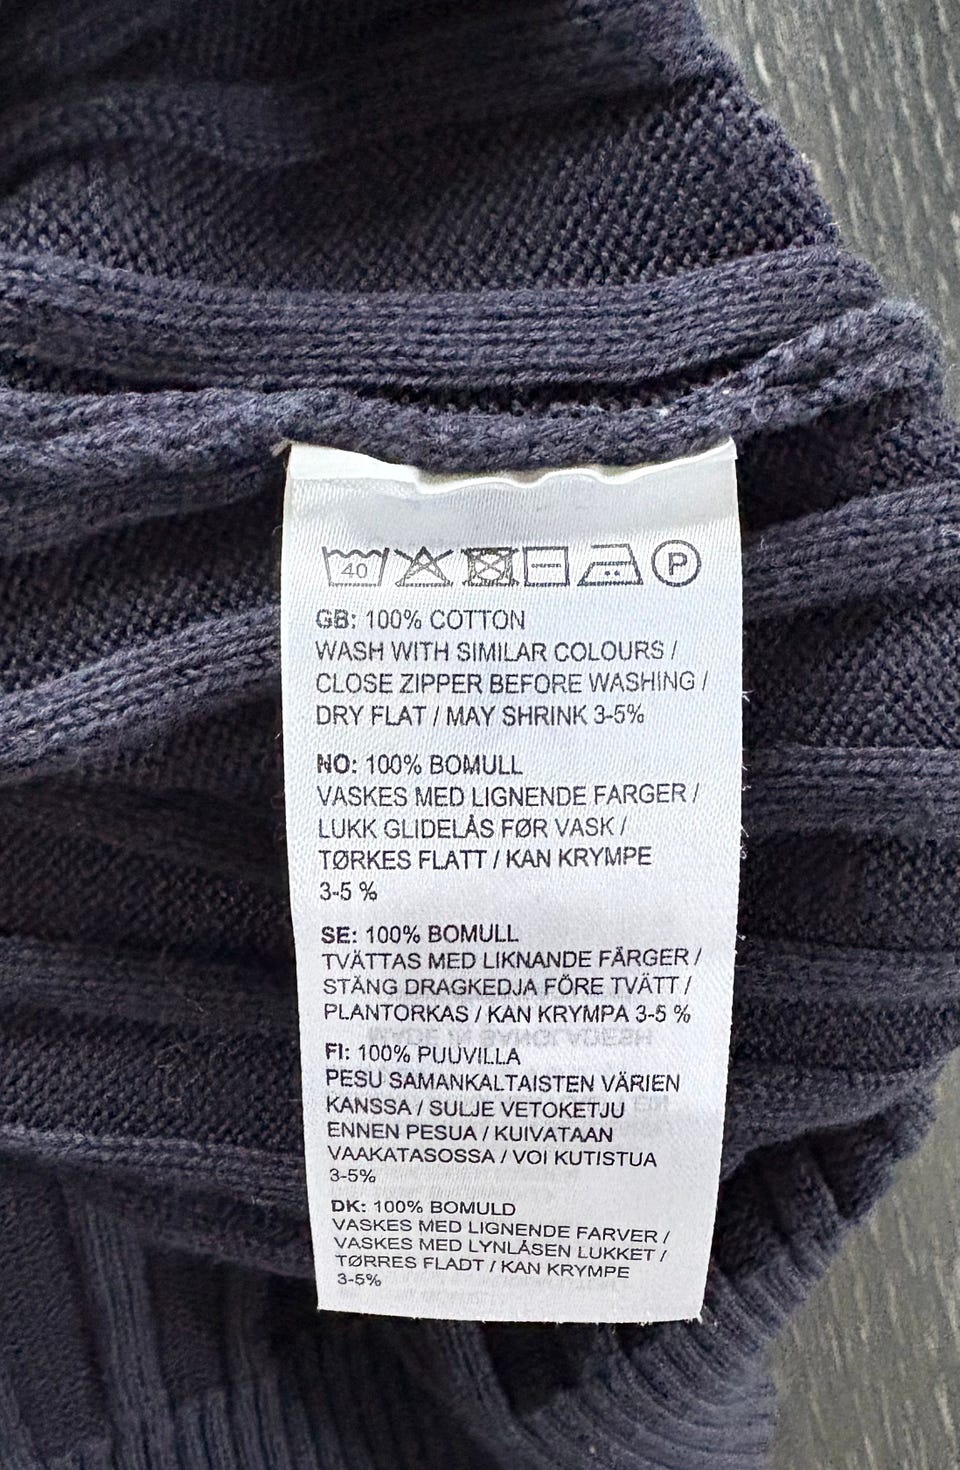 40 P
GB: 100% COTTON
WASH WITH SIMILAR COLOURS /
CLOSE ZIPPER BEFORE WASHING /
DRY FLAT / MAY SHRINK 3-5%
NO: 100% BOMULL
VASKES MED LIGNENDE FARGER /
LUKK GLIDELÅS FØR VASK /
TØRKES FLATT / KAN KRYMPE
3-5 %
SE: 100% BOMULL
TVÄTTAS MED LIKNANDE FÄRGER /
STÄNG DRAGKEDJA FÖRE TVÄTT /
PLANTORKAS / KAN KRYMPA 3-5 %
MADE IN BANGLADESH
FI: 100% PUUVILLA
PESU SAMANKALTAISTEN VÄRIEN
KANSSA / SULJE VETOKETJU
ENNEN PESUA / KUIVATAAN
VAAKATASOSSA / VOI KUTISTUA
3-5%
DK: 100% BOMULD
VASKES MED LIGNENDE FARVER /
VASKES MED LYNLÅSEN LUKKET /
TØRRES FLADT / KAN KRYMPE
3-5%